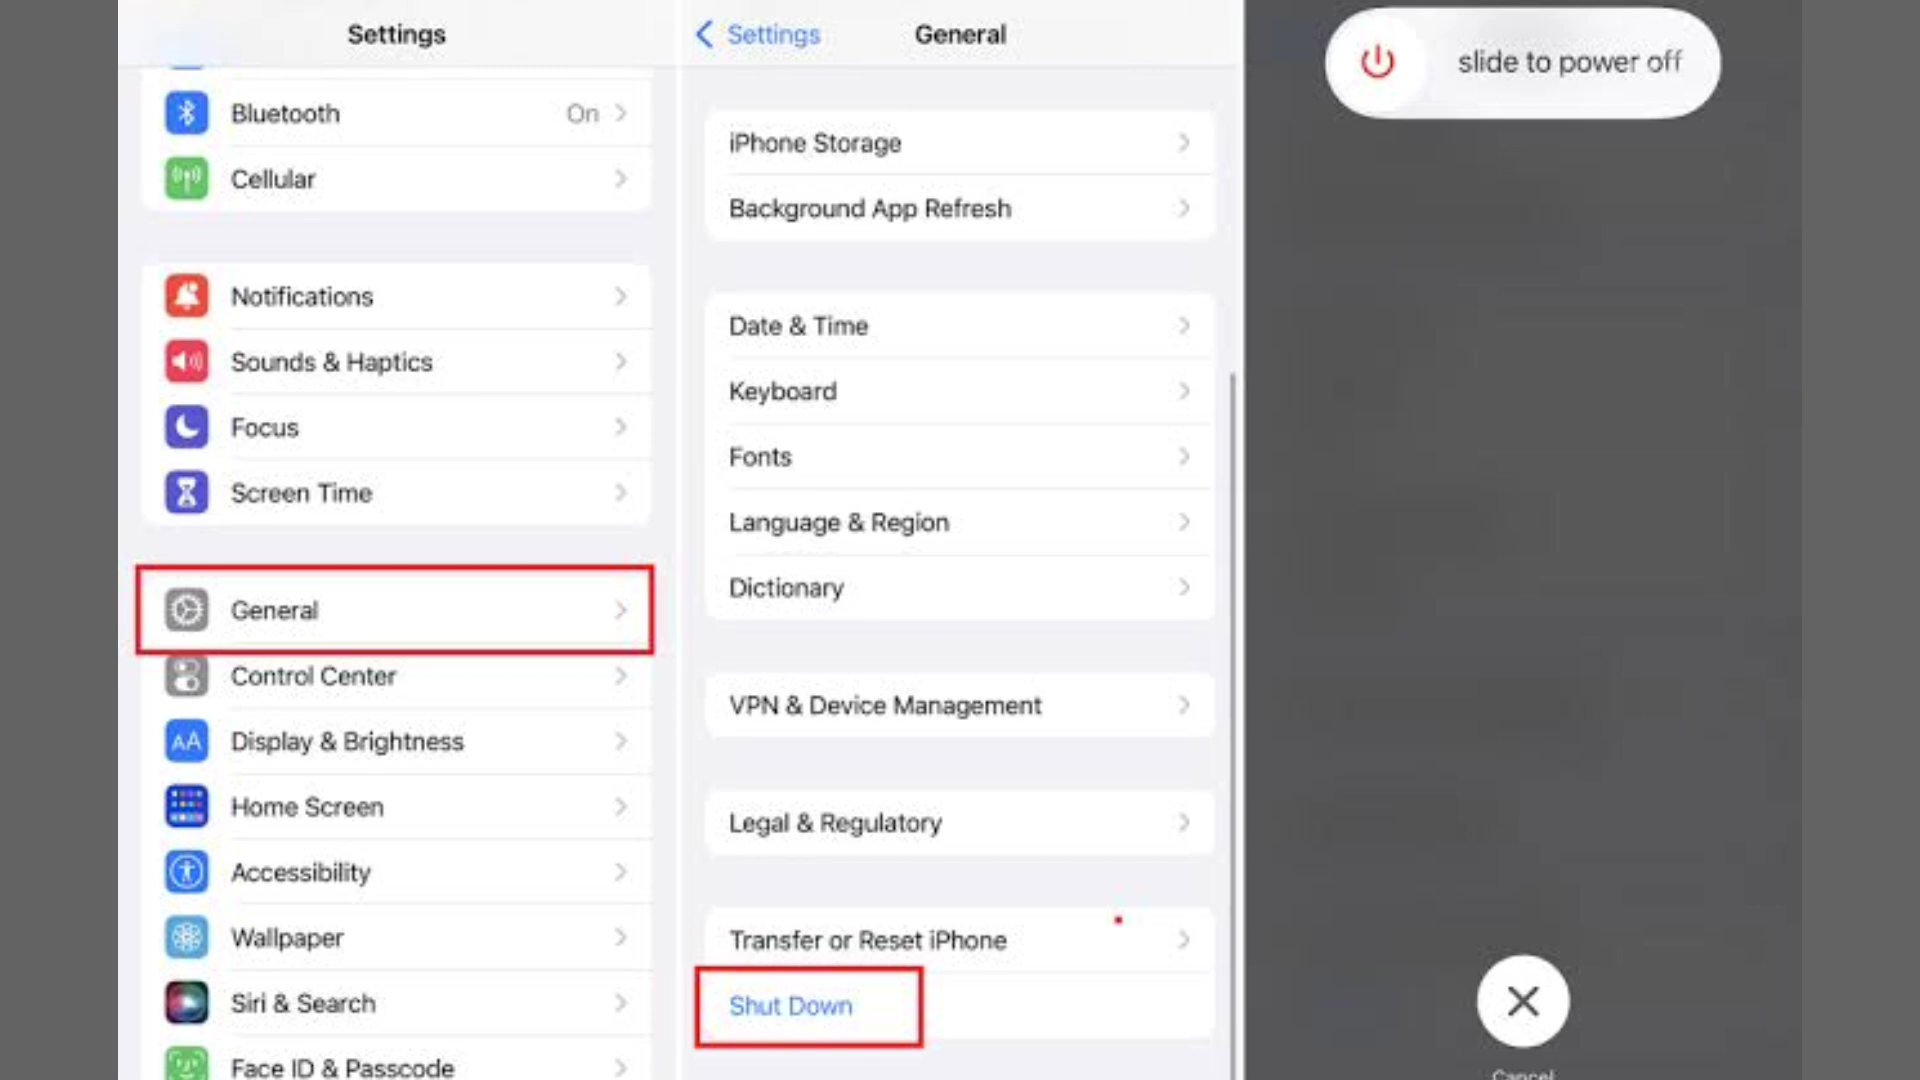 Settings
Bluetooth On
Cellular
Notifications
Sounds & Haptics
Focus
Screen Time
General
Control Center
AA Display & Brightness
Home Screen
Accessibility
Wallpaper
Siri & Search
Face ID & Passcode
Settings General
iPhone Storage
Background App Refresh
Date & Time
Keyboard
Fonts
Language & Region
Dictionary
VPN & Device Management
Legal & Regulatory
Transfer or Reset iPhone
Shut Down
slide to power off
Cancel